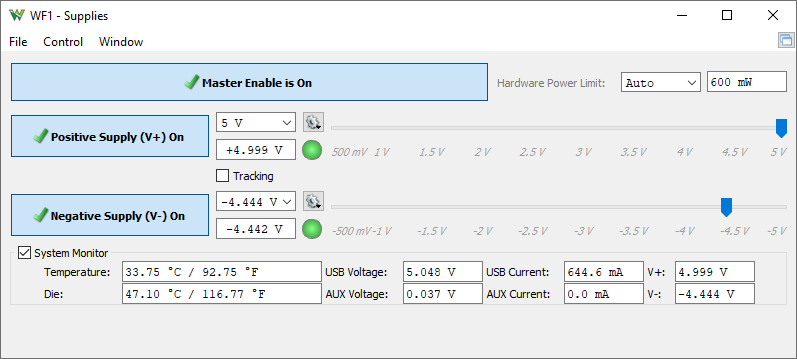 WF1 - Supplies
File Control Window
Master Enable is On
Hardware Power Limit: Auto 600 mW
5 V
Positive Supply (V+) On
+4.999 V
500 mV 1 V 1.5 V 2 V 2.5 V 3 V 3.5 V 4 V 4.5 V 5 V
Tracking
-4.444 V
Negative Supply (V-) On
-4.442 V
-500 mV -1 V -1.5 V -2 V -2.5 V -3 V -3.5 V -4 V -4.5 V -5 V
System Monitor
Temperature: 33.75 °C / 92.75 °F USB Voltage: 5.048 V USB Current: 644.6 mA V+: 4.999 V
Die: 47.10 °C / 116.77 °F AUX Voltage: 0.037 V AUX Current: 0.0 mA V-: -4.444 V